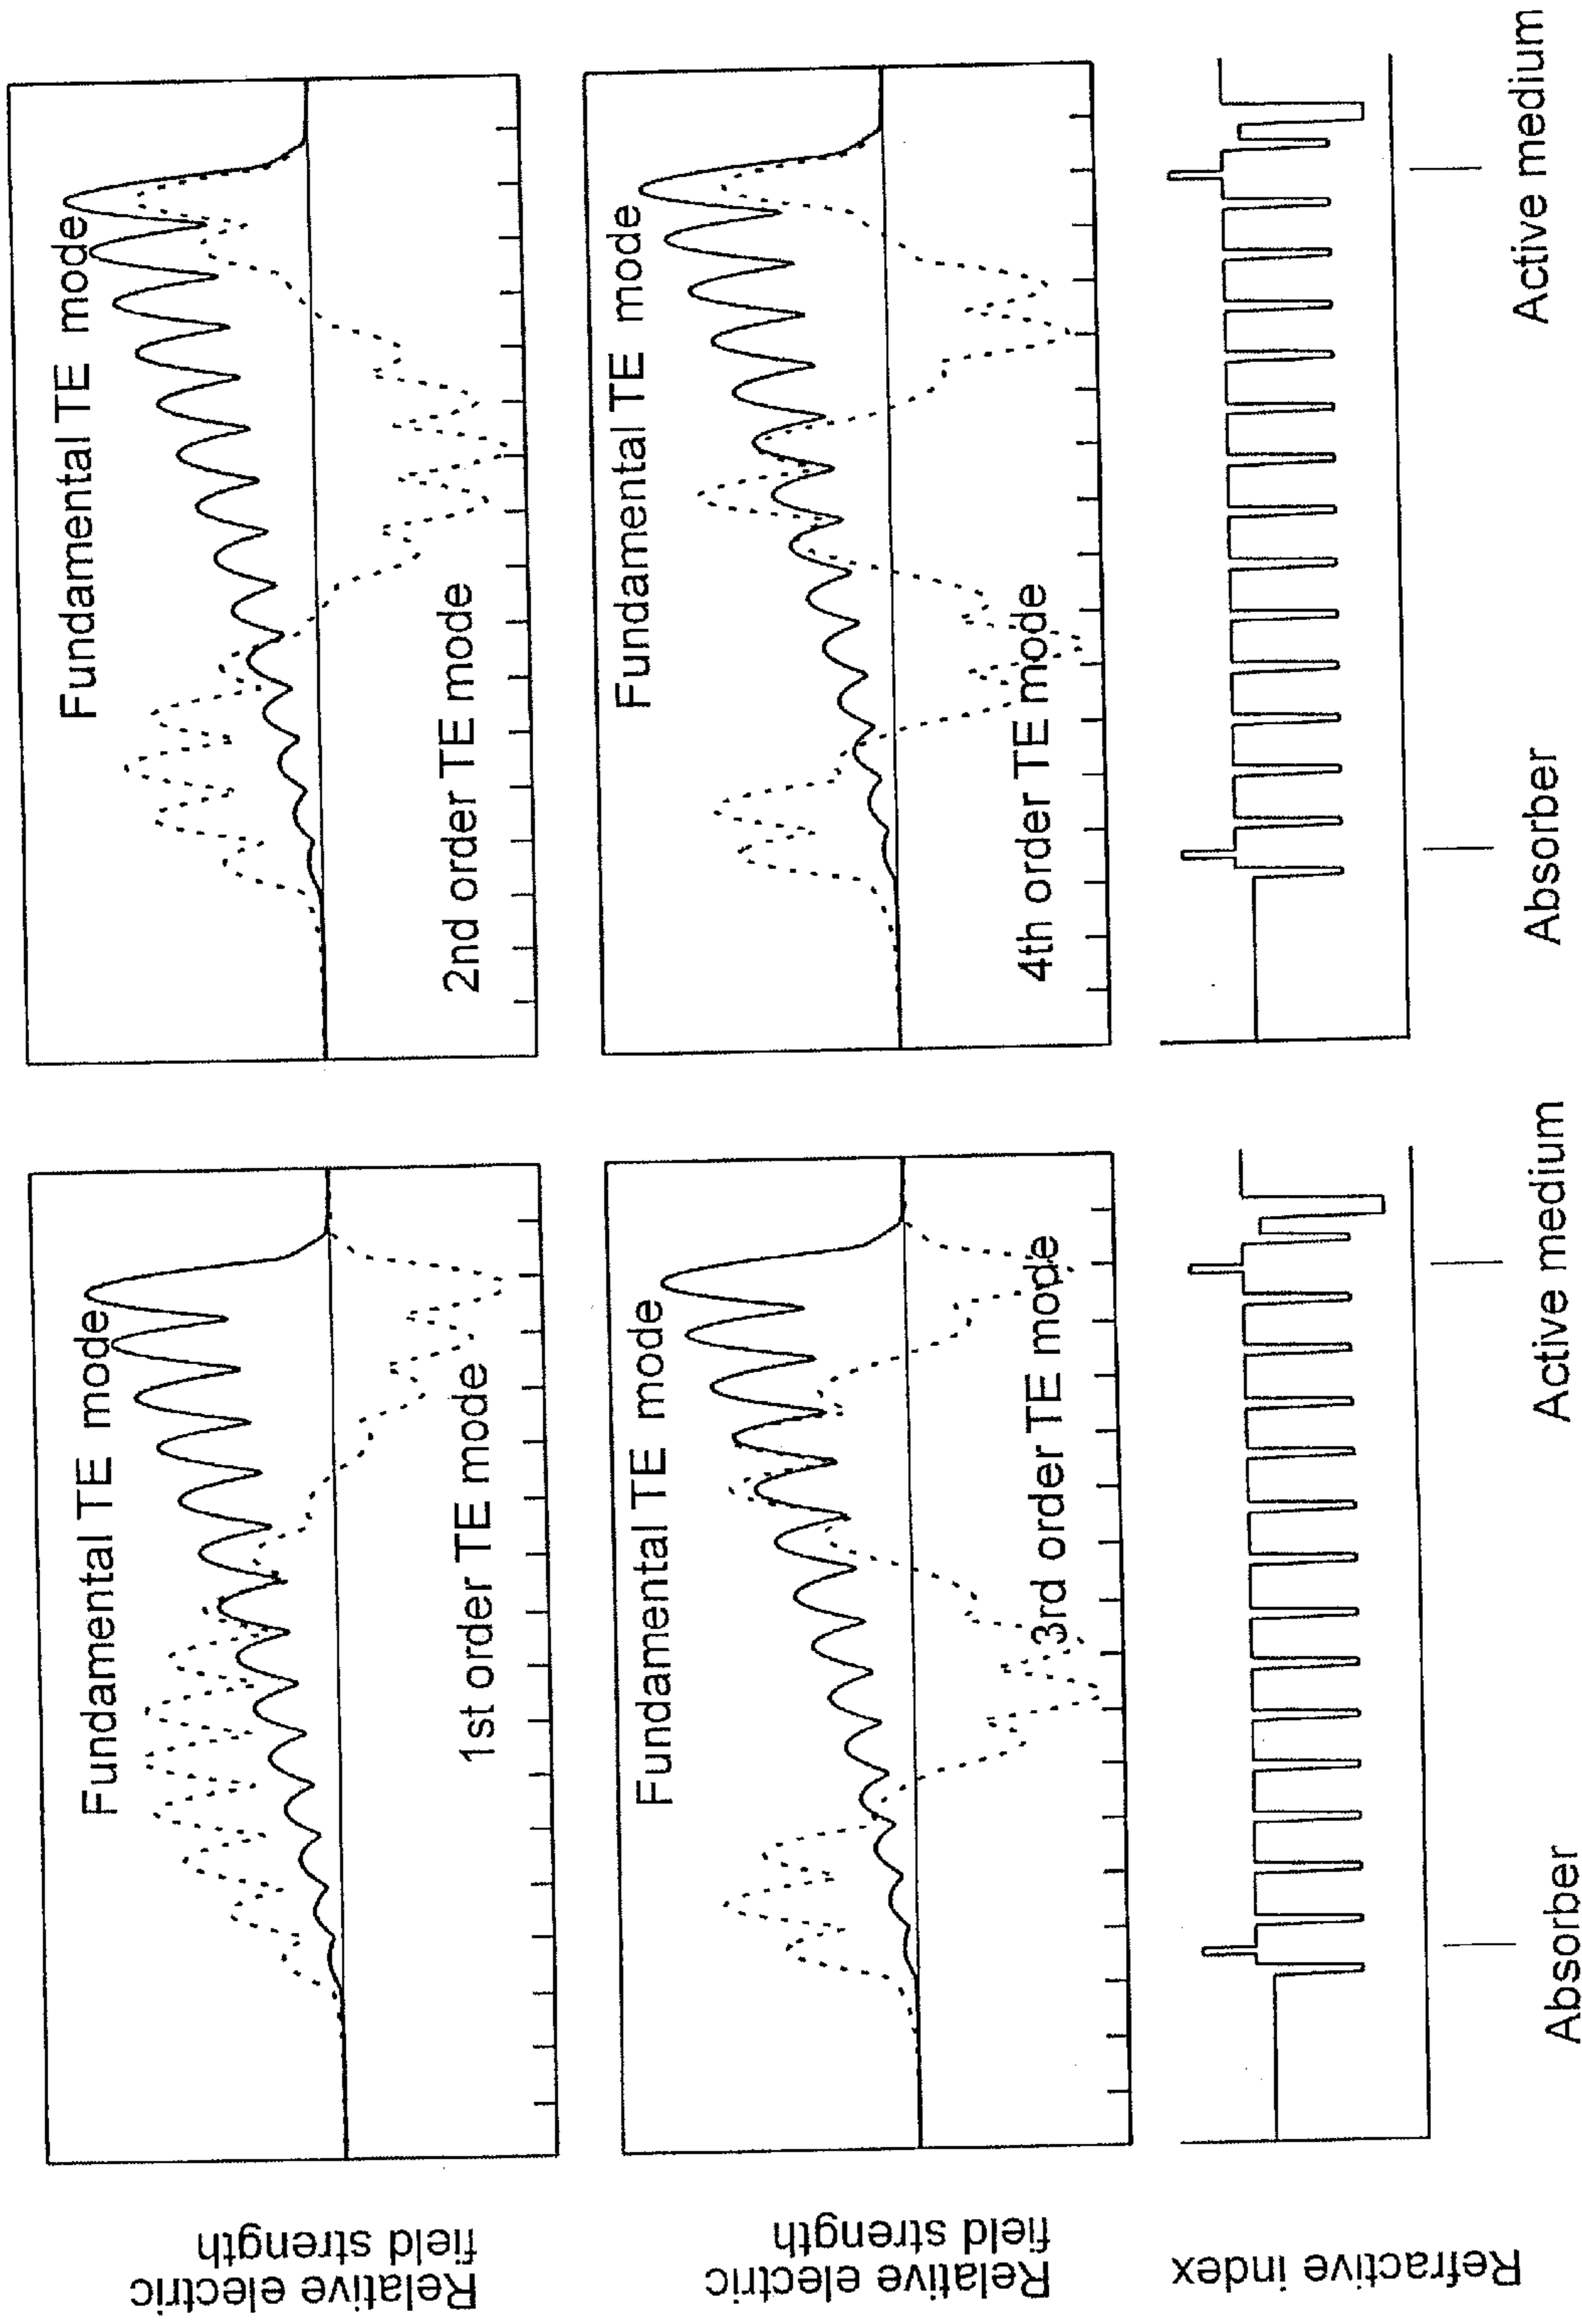 Fundamental TE mode
1st order TE mode
Fundamental TE mode
2nd order TE mode
Relative electric
field strength
Fundamental TE mode
3rd order TE mode
Fundamental TE mode
4th order TE mode
Relative electric
field strength
Refractive index
Absorber
Active medium
Absorber
Active medium